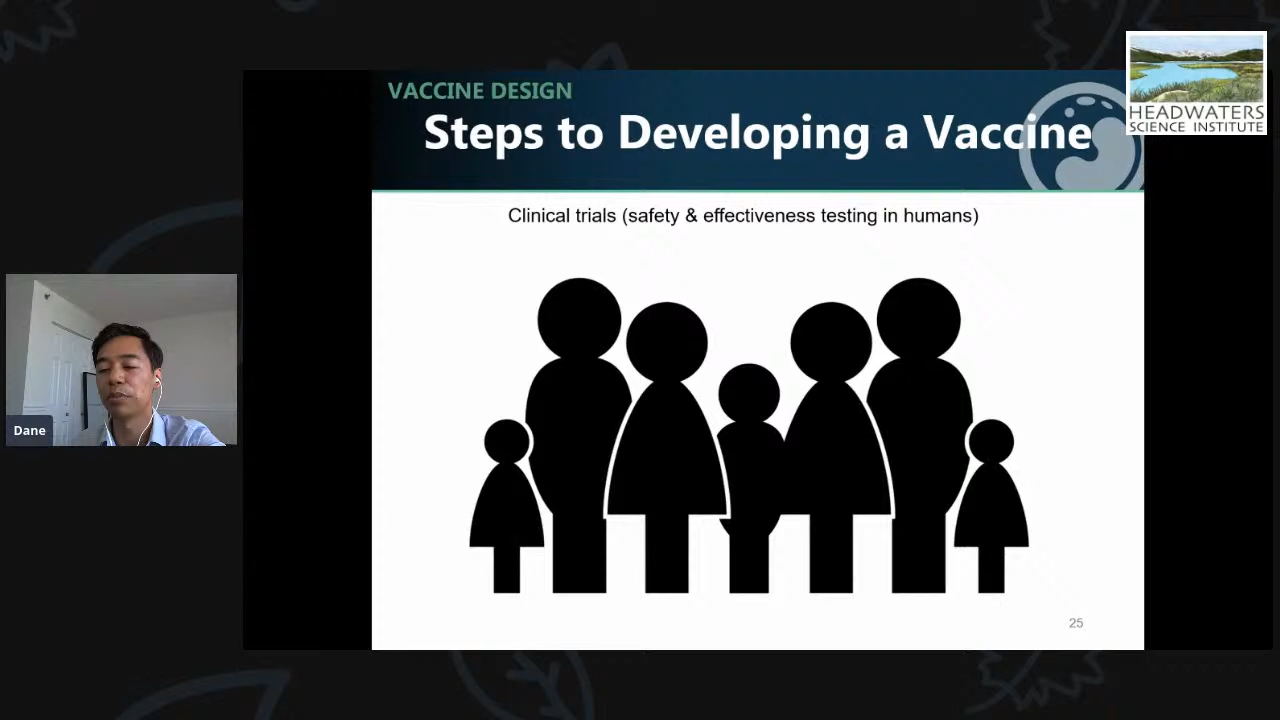 VACCINE DESIGN
Steps to Developing a Vaccine
HEADWATERS
SCIENCE INSTITUTE
Clinical trials (safety & effectiveness testing in humans)
Dane
25